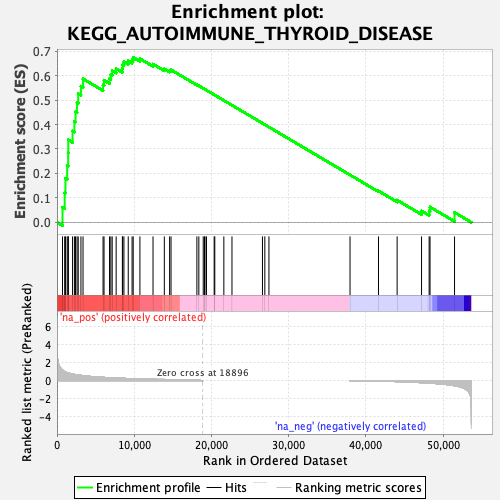 Enrichment plot:
KEGG_AUTOIMMUNE_THYROID_DISEASE
Enrichment score (ES)
0.7
0.6
0.5
0.4
0.3
0.2
0.1
0.0
'na_pos' (positively correlated)
Ranked list metric (PreRanked)
6
4
2
0
-2
-4
Zero cross at 18896
'na_neg' (negatively correlated)
0
10,000
20,000
30,000
40,000
50,000
Rank in Ordered Dataset
Enrichment profile
Hits
Ranking metric scores